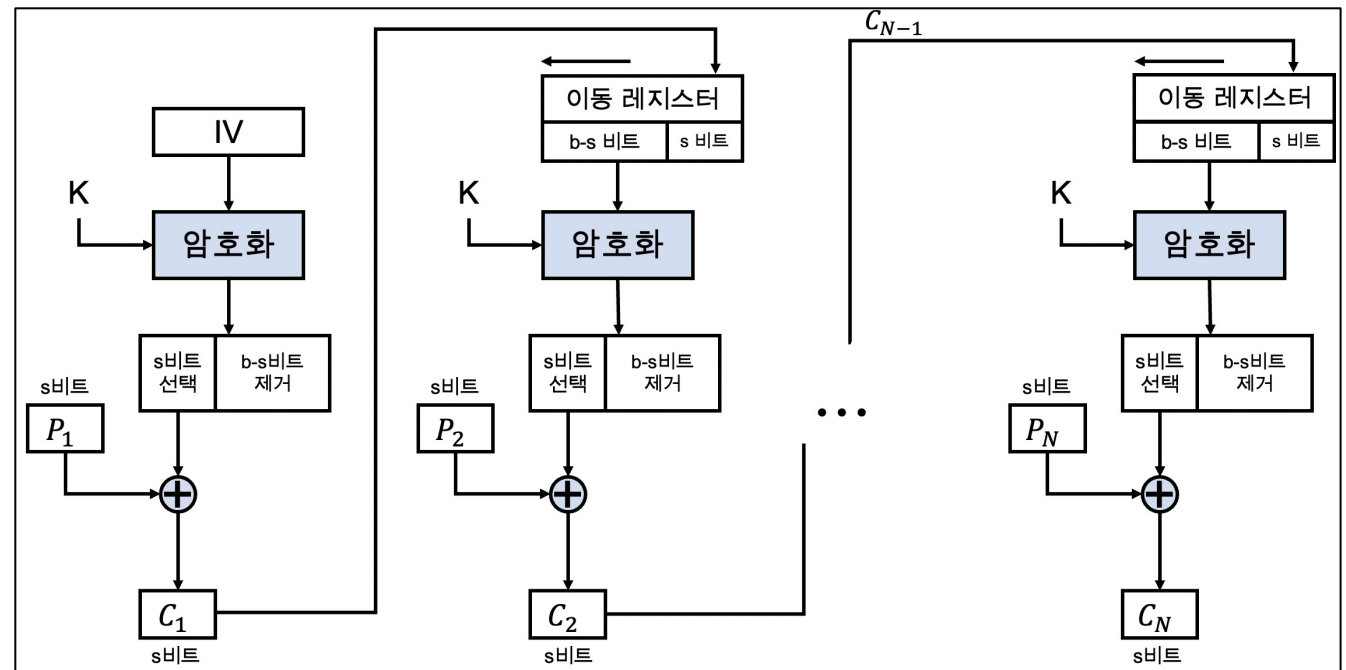 C_{N-1}
이동 레지스터
b-s 비트 s 비트
이동 레지스터
b-s 비트 s 비트
IV
K
암호화
K
암호화
K
암호화
s비트
선택
b-s비트
제거
s비트
선택
b-s비트
제거
s비트
선택
b-s비트
제거
s비트
P_1
s비트
P_2
...
s비트
P_N
C_1
s비트
C_2
s비트
C_N
s비트